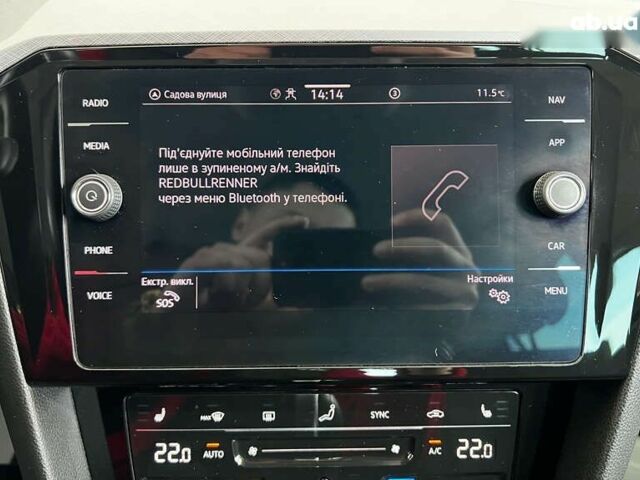 ab.ua
RADIO
Садова вулиця
14:14
3
11.5°C
NAV
MEDIA
APP
Під'єднуйте мобільний телефон
лише в зупиненому а/м. Знайдіть
REDBULLRENNER
через меню Bluetooth у телефоні.
PHONE
CAR
VOICE
Екстр. викл.
SOS
Настройки
MENU
MAX
SYNC
22.0
AUTO
A/C
22.0